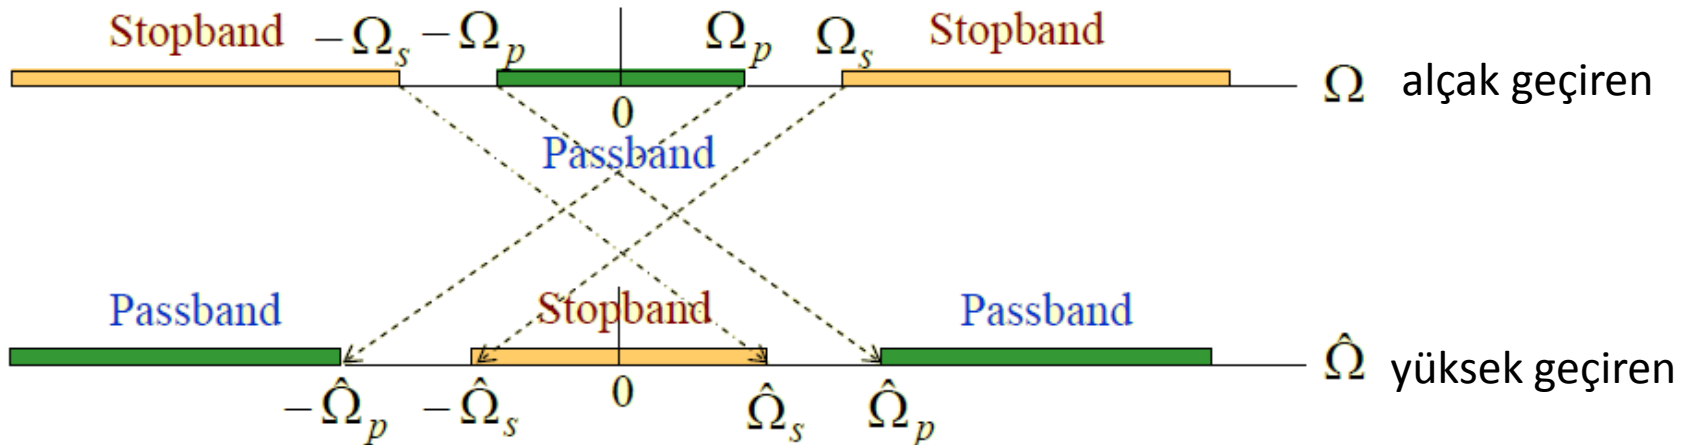 Stopband −Ωs −Ωp Ωp Ωs Stopband
Ω alçak geçiren
0
Passband
Passband Stopband Passband
Ω̂ yüksek geçiren
−Ω̂p −Ω̂s 0 Ω̂s Ω̂p